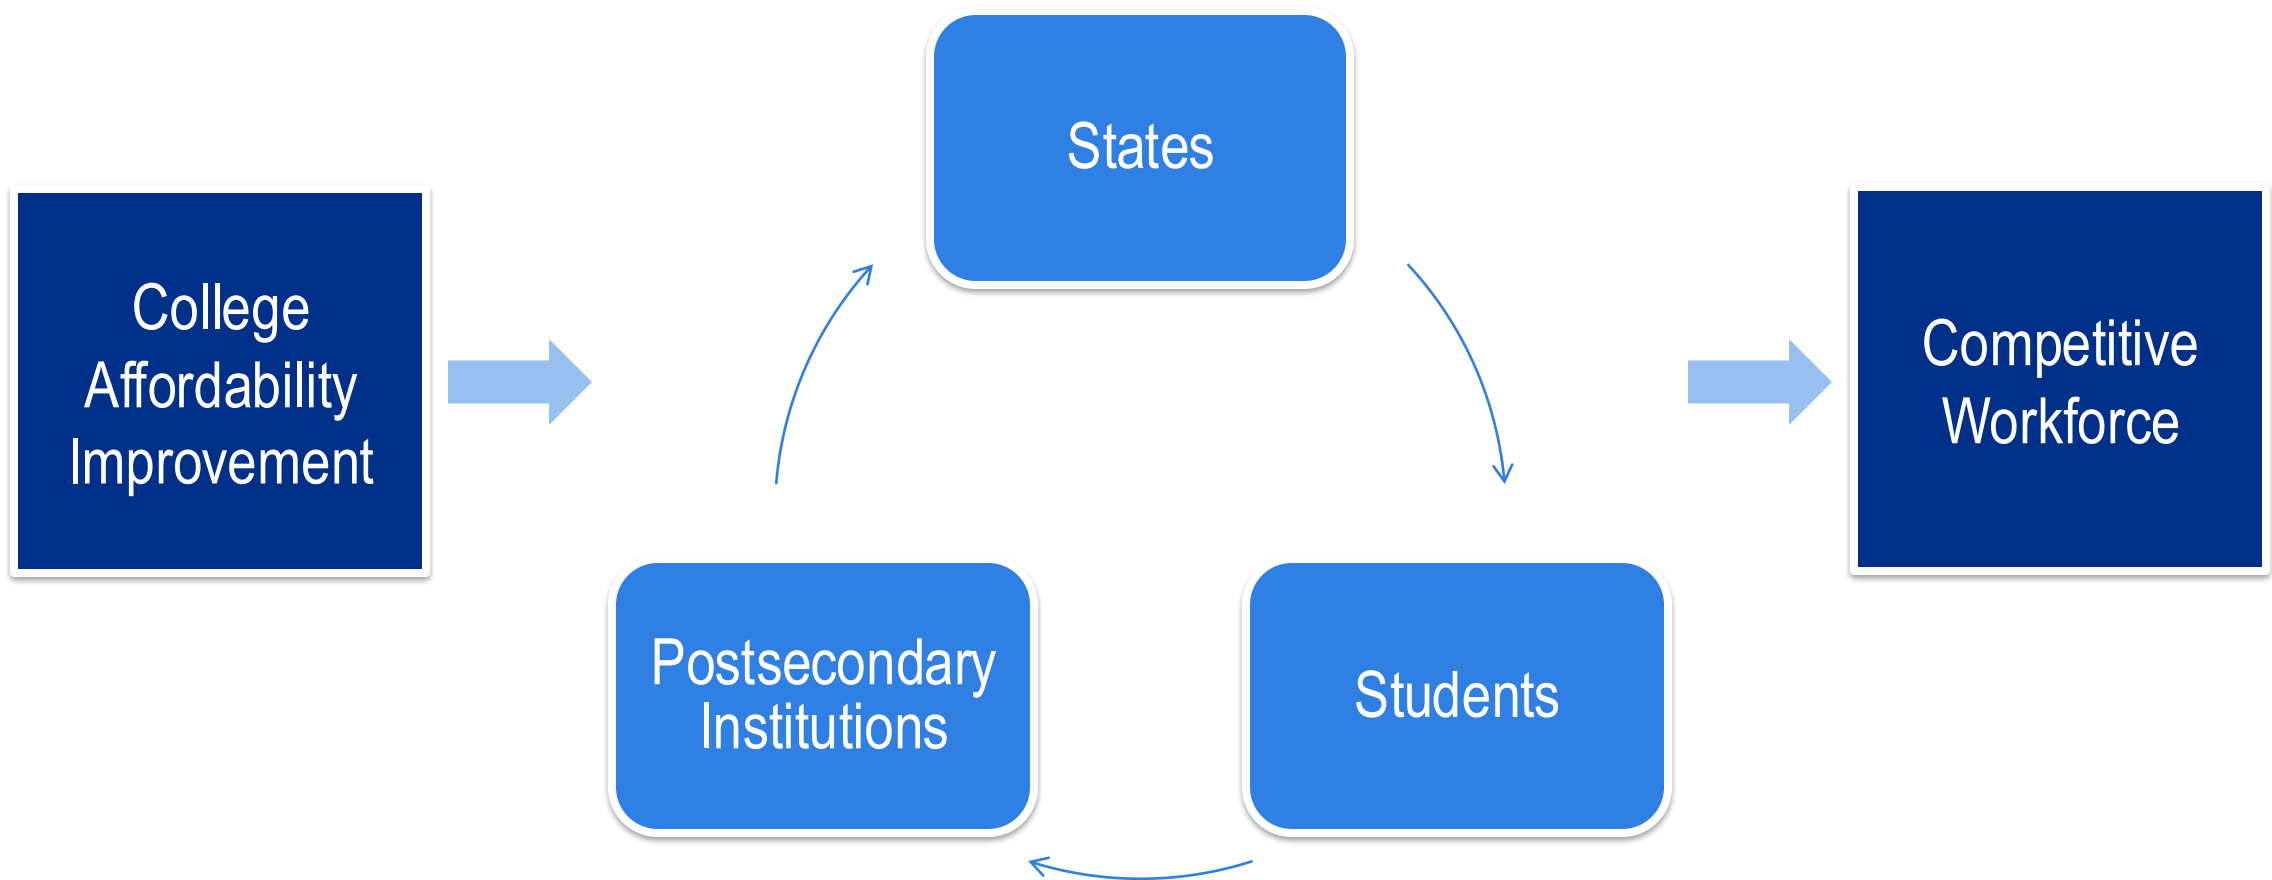 College
Affordability
Improvement
States
Postsecondary
Institutions
Students
Competitive
Workforce